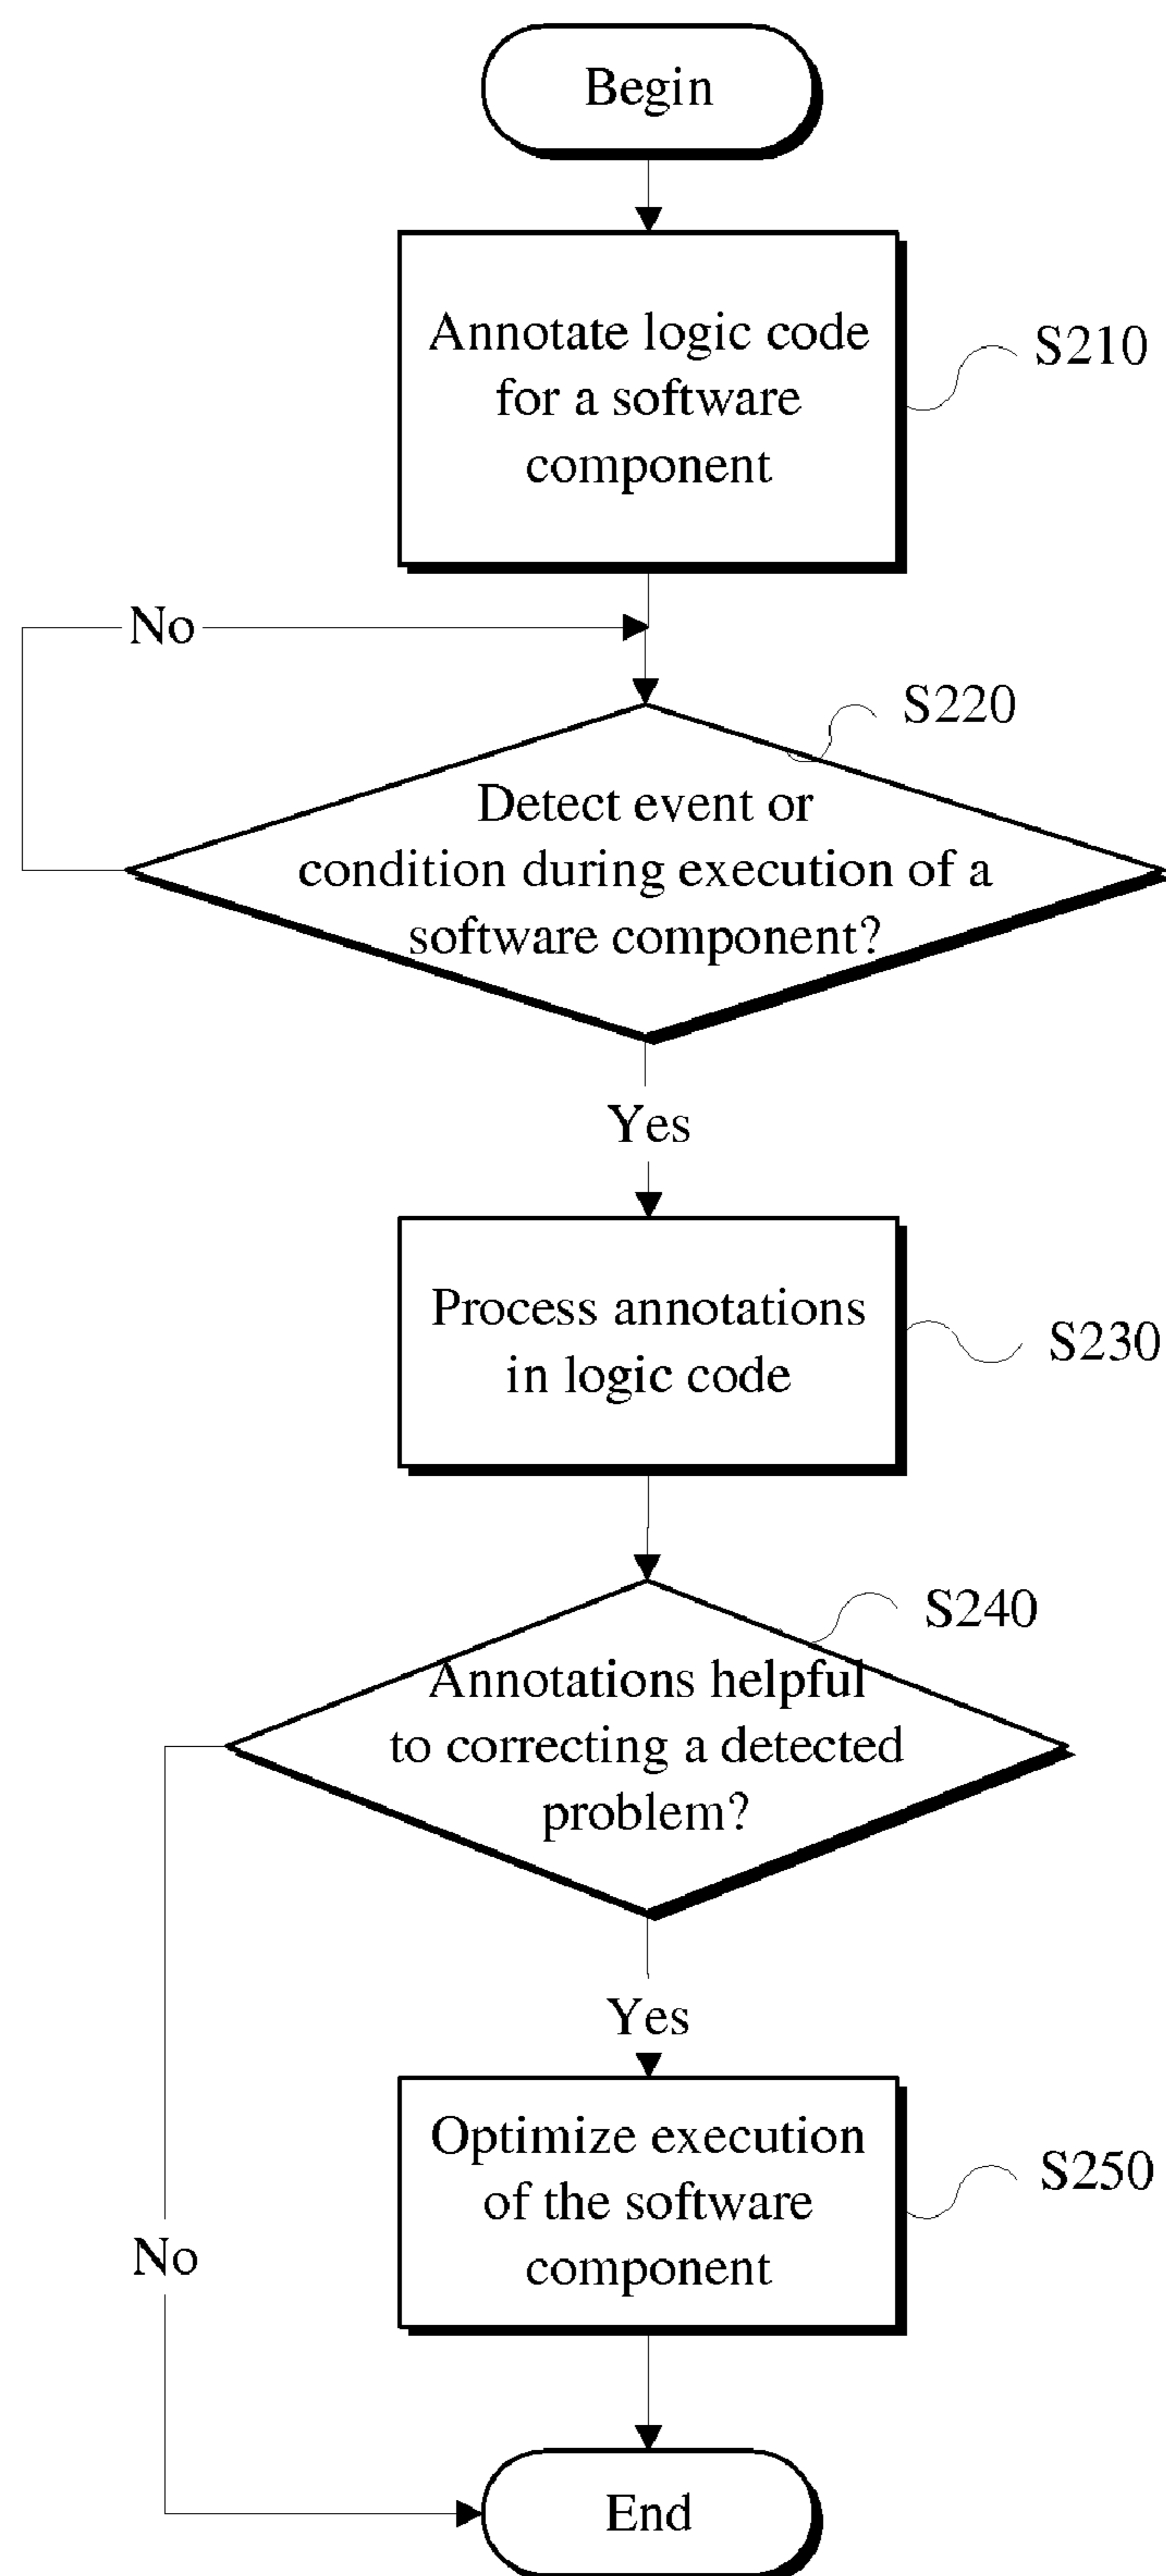 Begin
Annotate logic code
for a software
component
S210
No
S220
Detect event or
condition during execution of a
software component?
Yes
Process annotations
in logic code
S230
S240
Annotations helpful
to correcting a detected
problem?
Yes
Optimize execution
of the software
component
S250
No
End